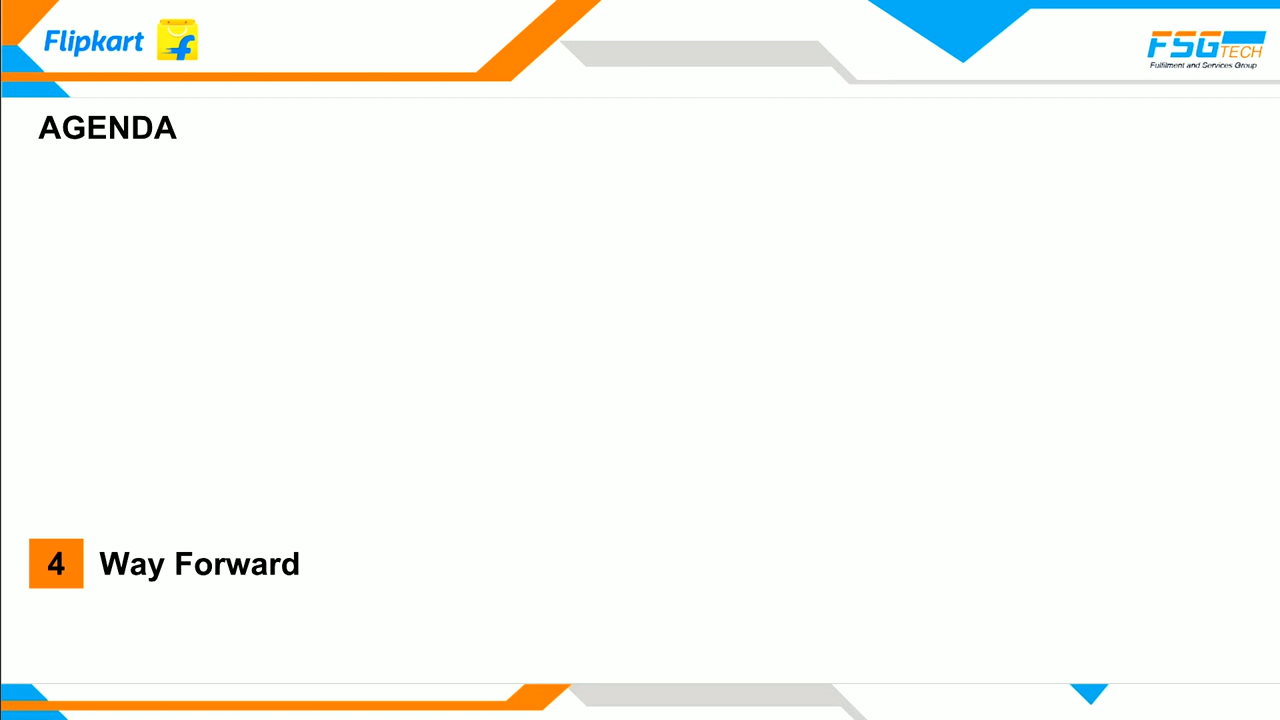 Flipkart
FSG TECH
Fulfilment and Services Group
AGENDA
4 Way Forward